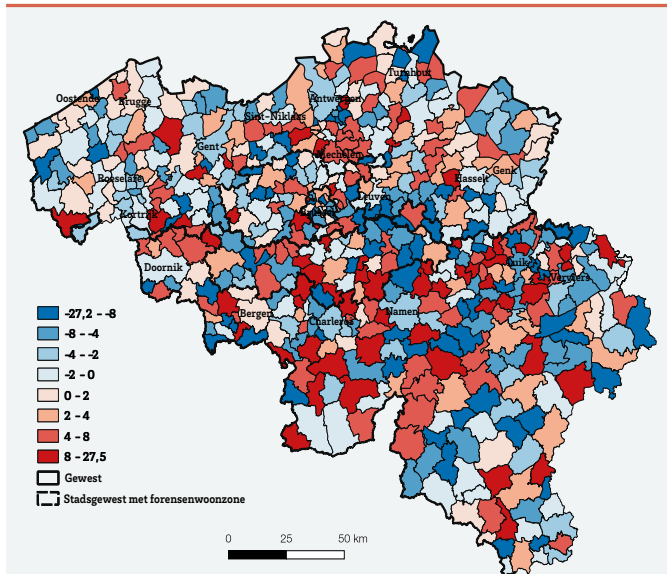 Turnhout
Oostende
Brugge
Antwerpen
Sint-Niklaas
Gent
Mechelen
Roeselare
Hasselt
Genk
Leuven
Kortrijk
Brussel
Doornik
Luik
Verviers
Bergen
Charleroi
Namen
-27,2 - -8
-8 - -4
-4 - -2
-2 - 0
0 - 2
2 - 4
4 - 8
8 - 27,5
Gewest
Stadsgewest met forensenwoonzone
0 25 50 km